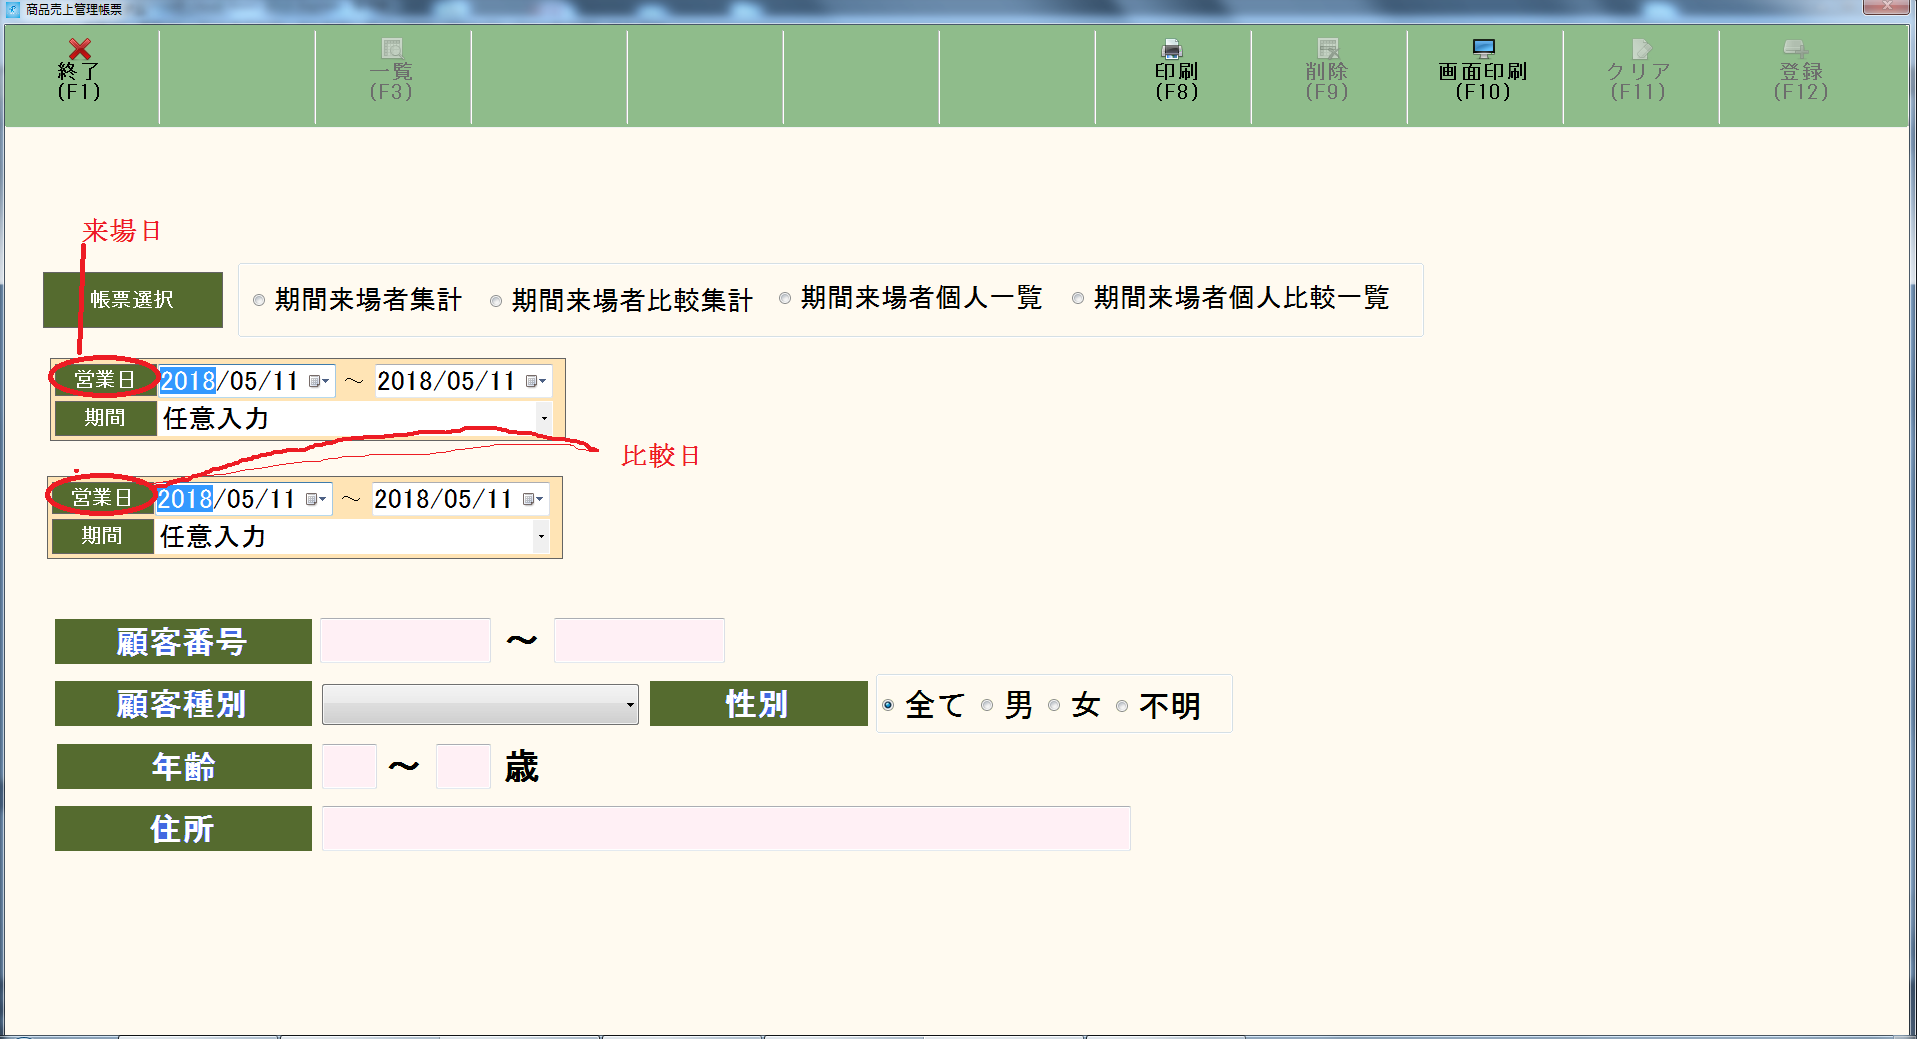 商品売上管理帳票
終了
(F1)
一覧
(F3)
印刷
(F8)
削除
(F9)
画面印刷
(F10)
クリア
(F11)
登録
(F12)
来場日
帳票選択 期間来場者集計 期間来場者比較集計 期間来場者個人一覧 期間来場者個人比較一覧
営業日 2018/05/11 ～ 2018/05/11
期間 任意入力
比較日
営業日 2018/05/11 ～ 2018/05/11
期間 任意入力
顧客番号 ～
顧客種別 性別 全て 男 女 不明
年齢 ～ 歳
住所